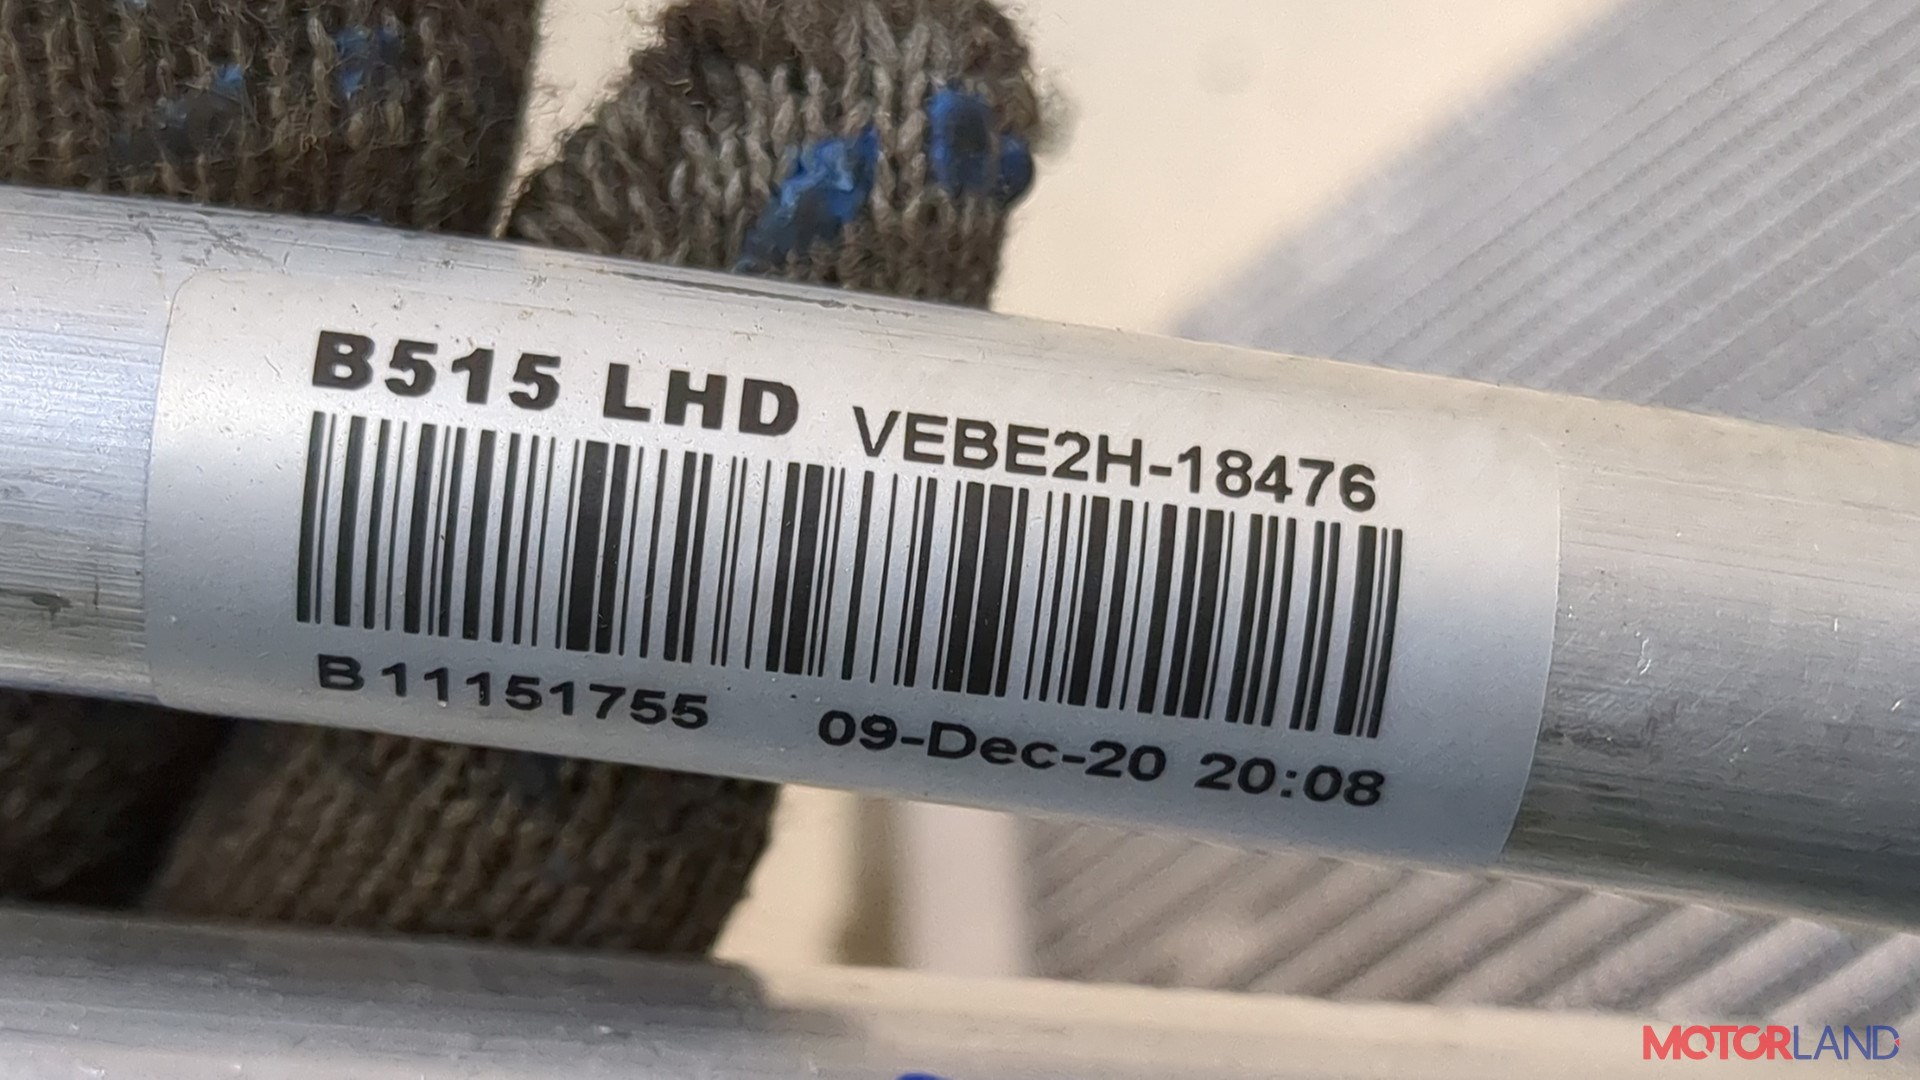 B515 LHD VEBE2H-18476
B11151755 09-Dec-20 20:08
MOTORLAND